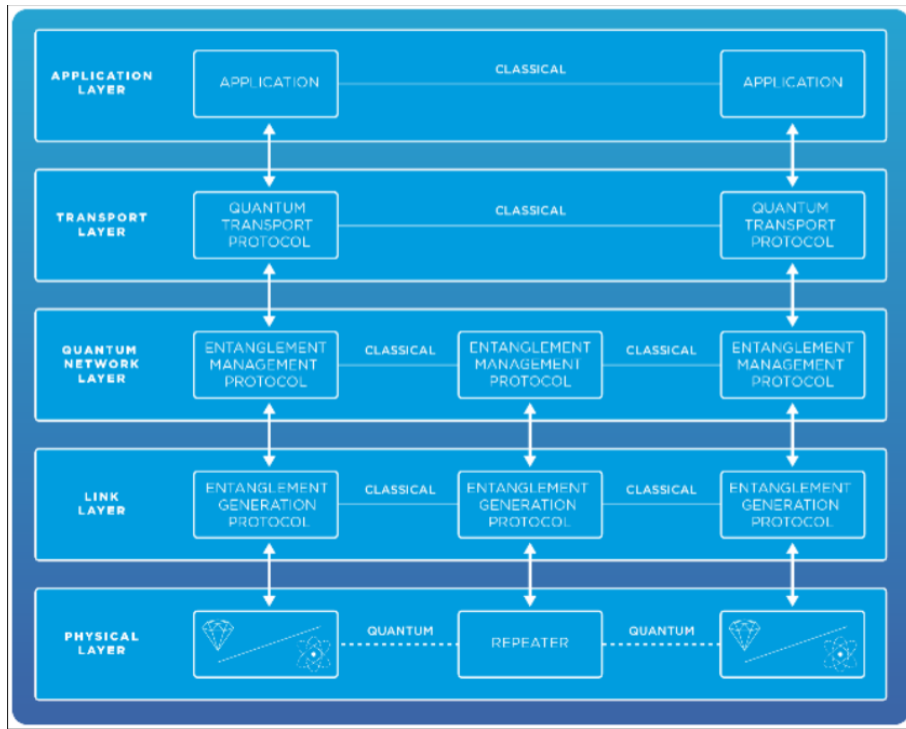 APPLICATION
LAYER
APPLICATION
CLASSICAL
APPLICATION
TRANSPORT
LAYER
QUANTUM
TRANSPORT
PROTOCOL
CLASSICAL
QUANTUM
TRANSPORT
PROTOCOL
QUANTUM
NETWORK
LAYER
ENTANGLEMENT
MANAGEMENT
PROTOCOL
CLASSICAL
ENTANGLEMENT
MANAGEMENT
PROTOCOL
CLASSICAL
ENTANGLEMENT
MANAGEMENT
PROTOCOL
LINK
LAYER
ENTANGLEMENT
GENERATION
PROTOCOL
CLASSICAL
ENTANGLEMENT
GENERATION
PROTOCOL
CLASSICAL
ENTANGLEMENT
GENERATION
PROTOCOL
PHYSICAL
LAYER
QUANTUM
REPEATER
QUANTUM